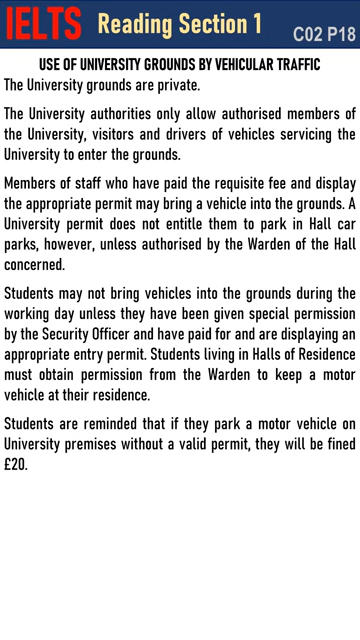 IELTS Reading Section 1 C02 P18
USE OF UNIVERSITY GROUNDS BY VEHICULAR TRAFFIC
The University grounds are private.
The University authorities only allow authorised members of
the University, visitors and drivers of vehicles servicing the
University to enter the grounds.
Members of staff who have paid the requisite fee and display
the appropriate permit may bring a vehicle into the grounds. A
University permit does not entitle them to park in Hall car
parks, however, unless authorised by the Warden of the Hall
concerned.
Students may not bring vehicles into the grounds during the
working day unless they have been given special permission
by the Security Officer and have paid for and are displaying an
appropriate entry permit. Students living in Halls of Residence
must obtain permission from the Warden to keep a motor
vehicle at their residence.
Students are reminded that if they park a motor vehicle on
University premises without a valid permit, they will be fined
£20.